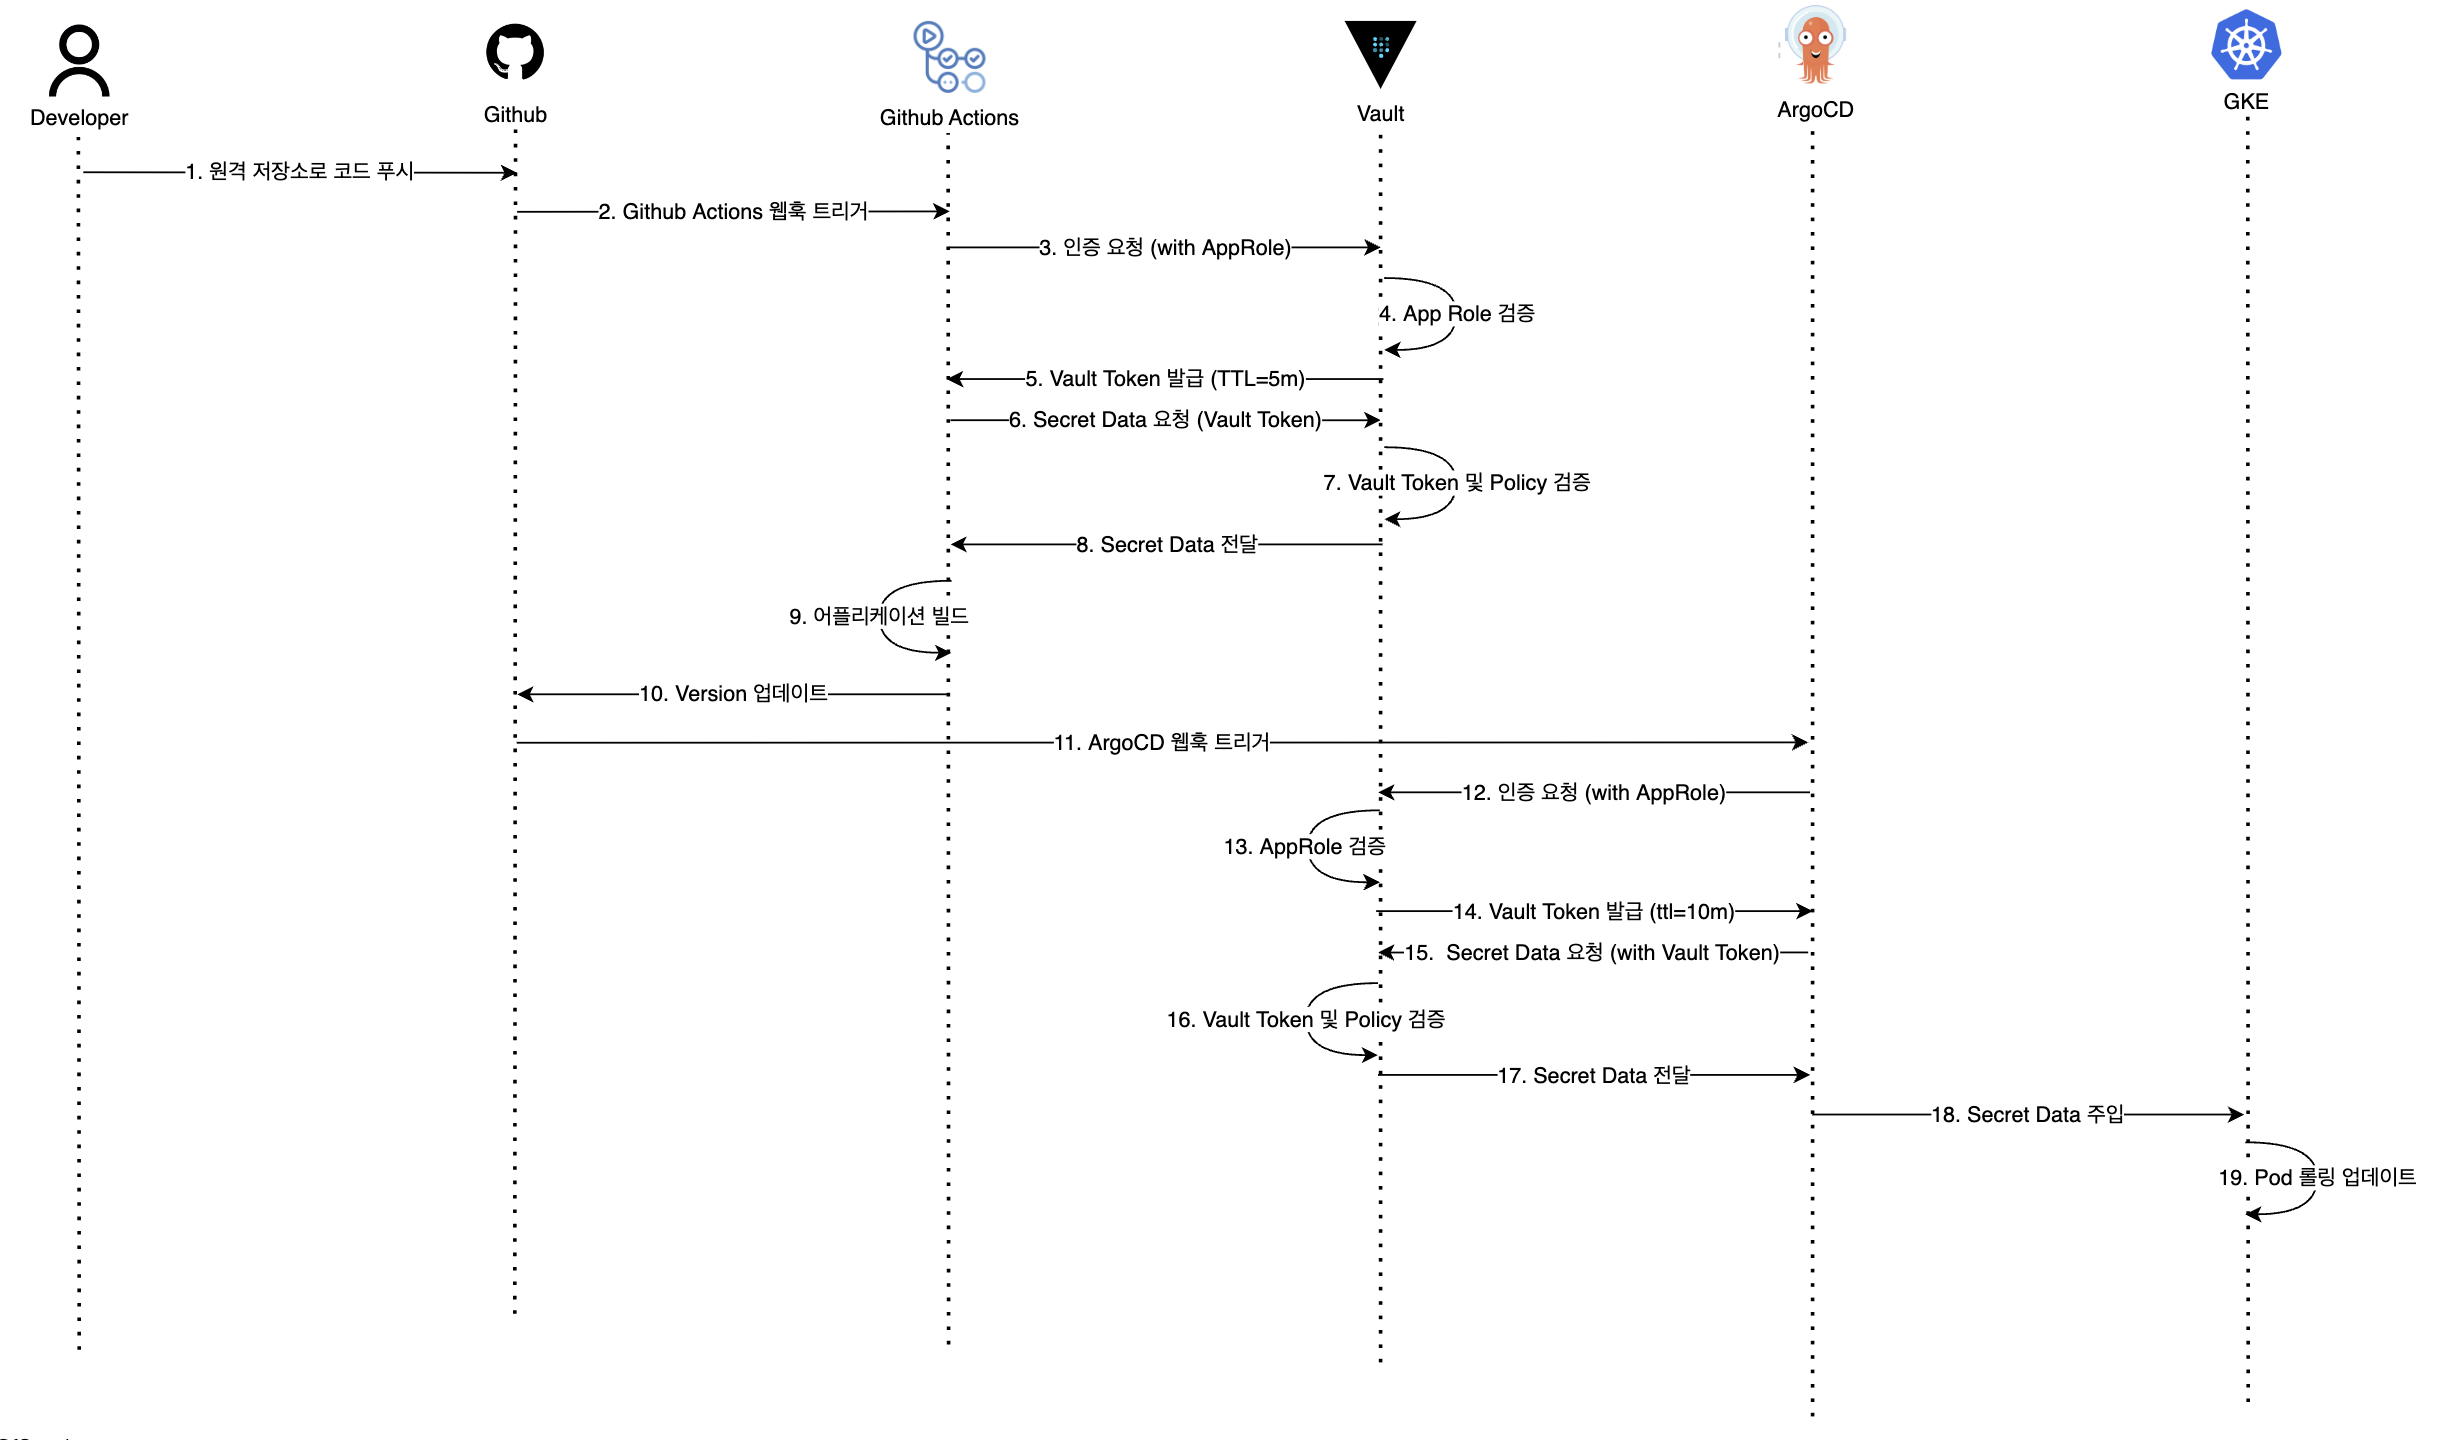 Developer
Github
Github Actions
Vault
ArgoCD
GKE
1. 원격 저장소로 코드 푸시
2. Github Actions 웹훅 트리거
3. 인증 요청 (with AppRole)
4. App Role 검증
5. Vault Token 발급 (TTL=5m)
6. Secret Data 요청 (Vault Token)
7. Vault Token 및 Policy 검증
8. Secret Data 전달
9. 어플리케이션 빌드
10. Version 업데이트
11. ArgoCD 웹훅 트리거
12. 인증 요청 (with AppRole)
13. AppRole 검증
14. Vault Token 발급 (ttl=10m)
15. Secret Data 요청 (with Vault Token)
16. Vault Token 및 Policy 검증
17. Secret Data 전달
18. Secret Data 주입
19. Pod 롤링 업데이트